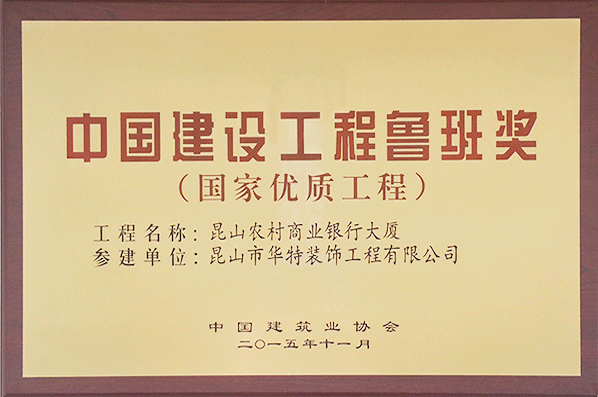 中国建设工程鲁班奖
（国家优质工程）
工程名称：昆山农村商业银行大厦
参建单位：昆山市华特装饰工程有限公司
中国建筑业协会
二〇一五年十一月